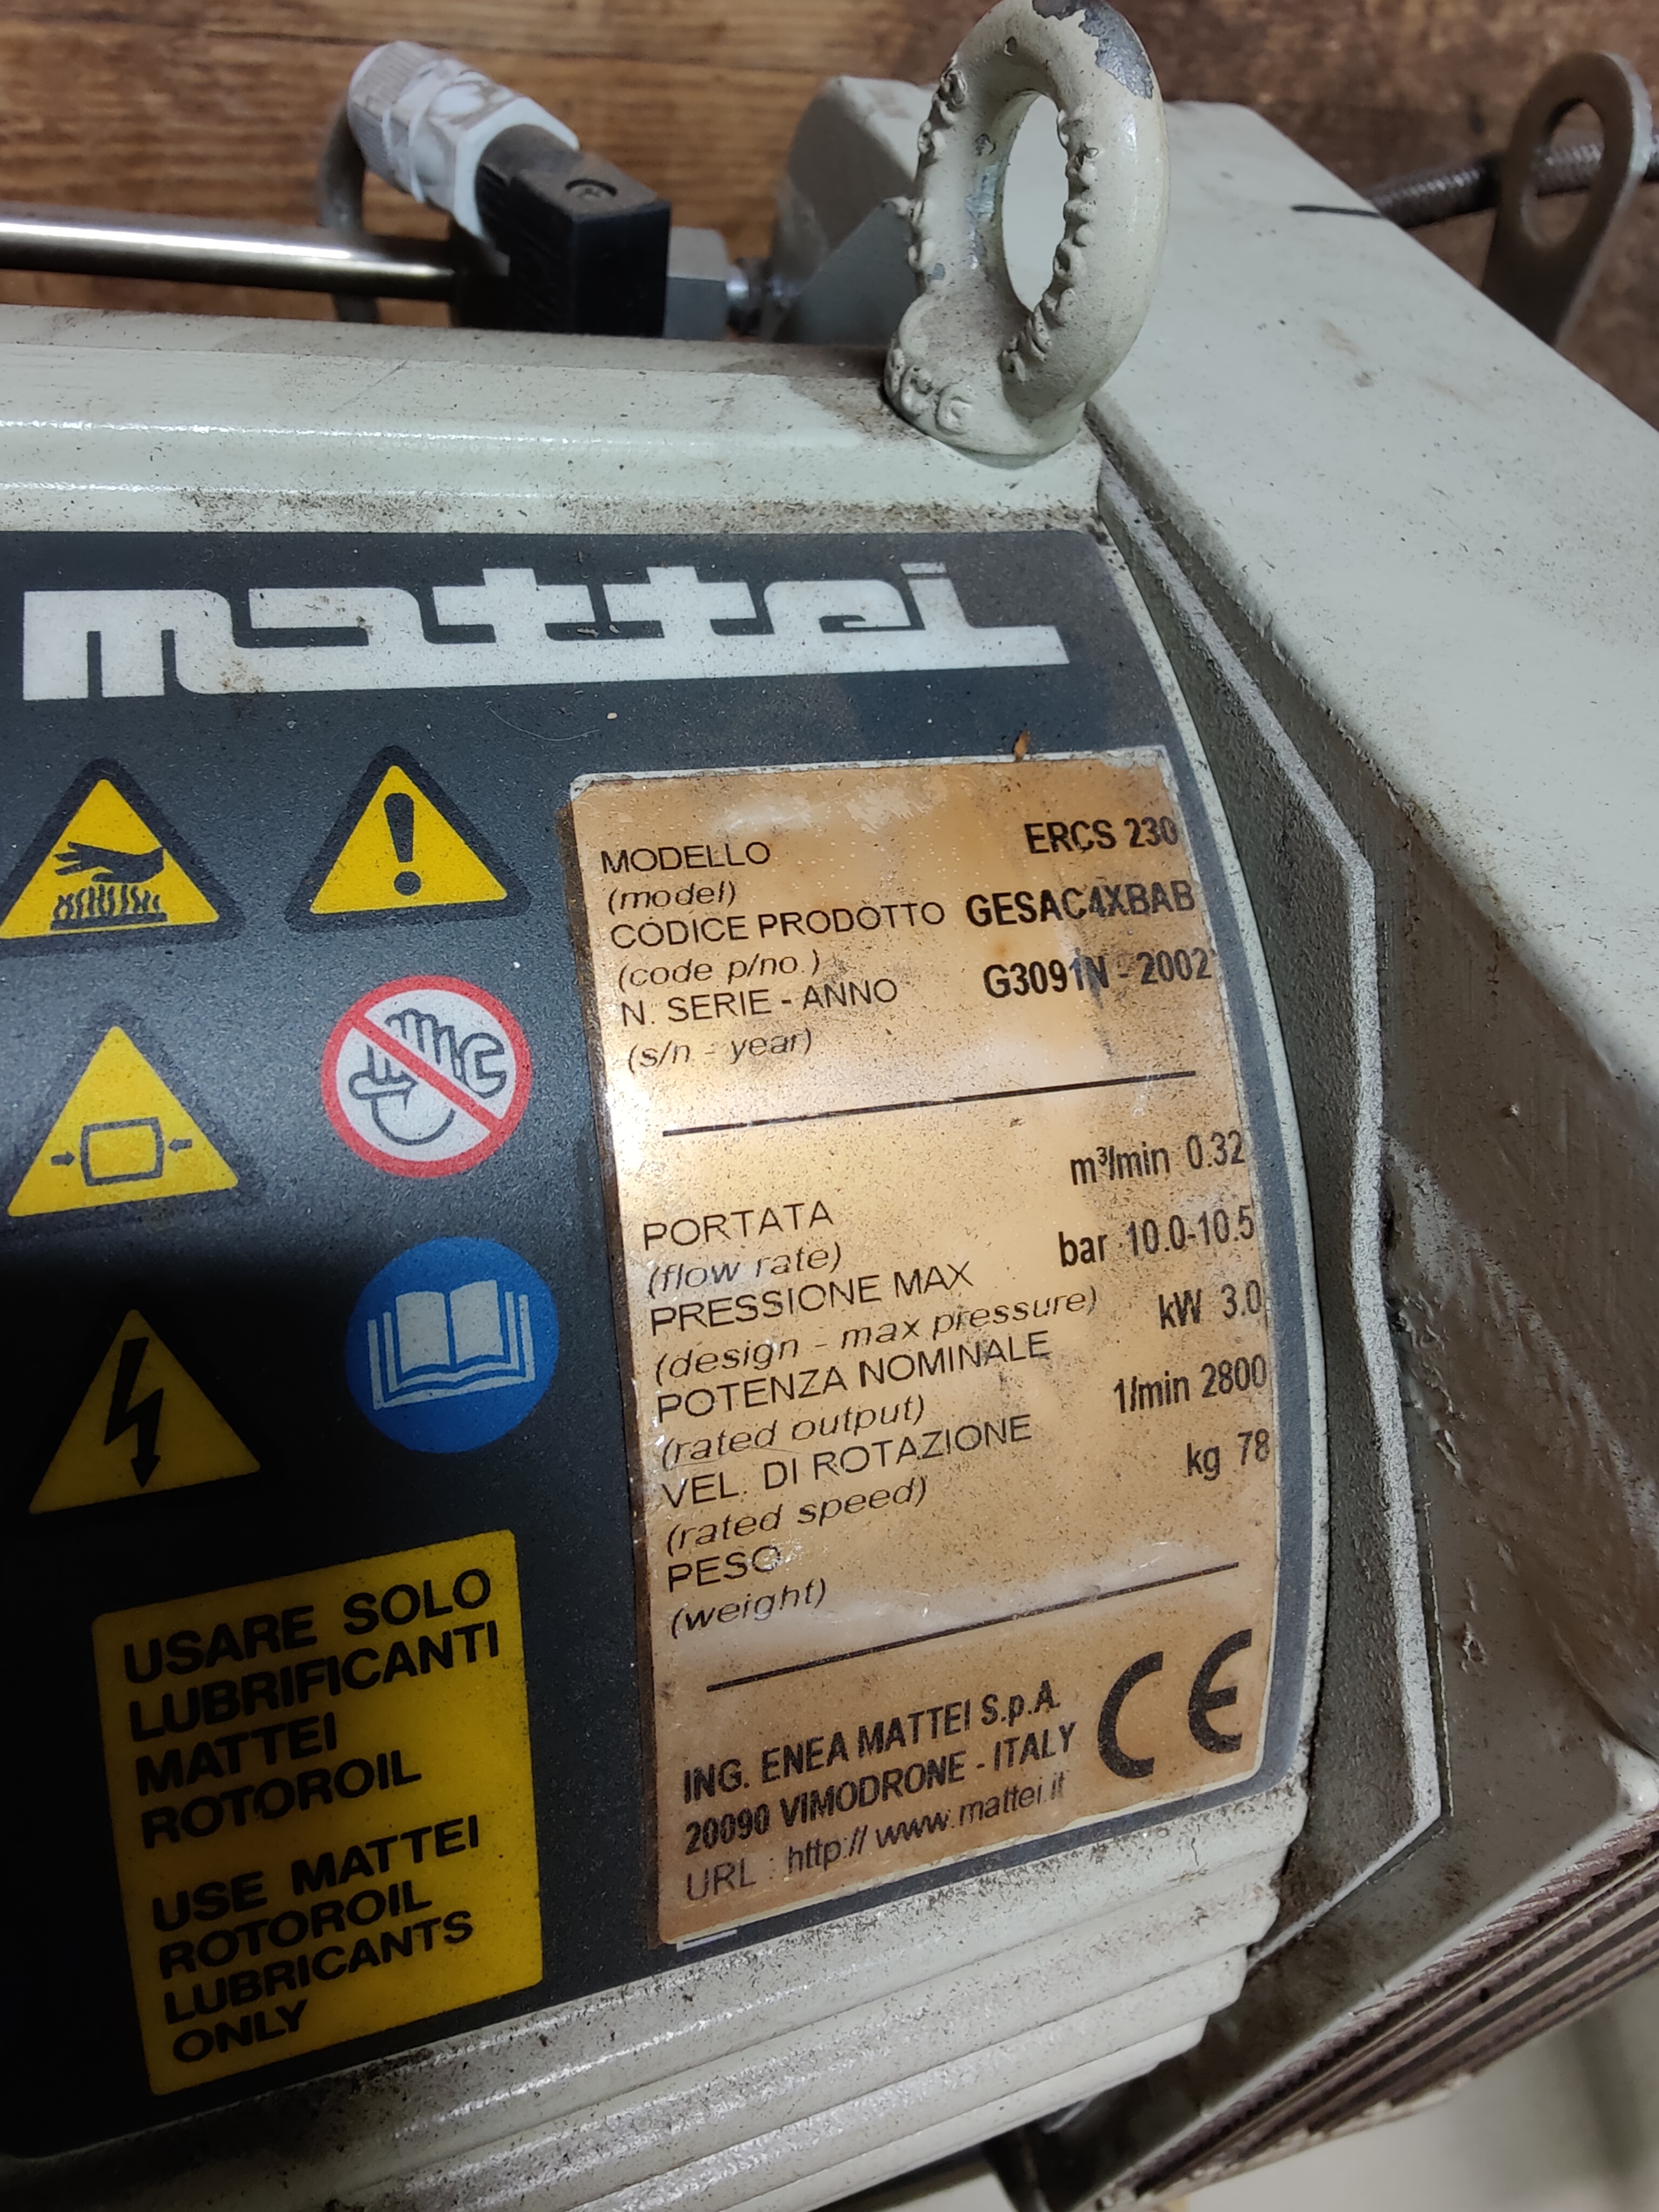 mattei
MODELLO ERCS 230
(model)
CODICE PRODOTTO GESAC4XBAB
(code p/no.)
N. SERIE - ANNO G3091N - 2002
(s/n - year)
m³/min 0.32
PORTATA
(flow rate)
bar 10.0-10.5
PRESSIONE MAX
(design - max pressure)
kW 3.0
POTENZA NOMINALE
(rated output)
1/min 2800
VEL. DI ROTAZIONE
(rated speed)
kg 78
PESO
(weight)
ING. ENEA MATTEI S.p.A.
20090 VIMODRONE - ITALY
URL : http:// www.mattei.it
CE
USARE SOLO
LUBRIFICANTI
MATTEI
ROTOROIL
USE MATTEI
ROTOROIL
LUBRICANTS
ONLY